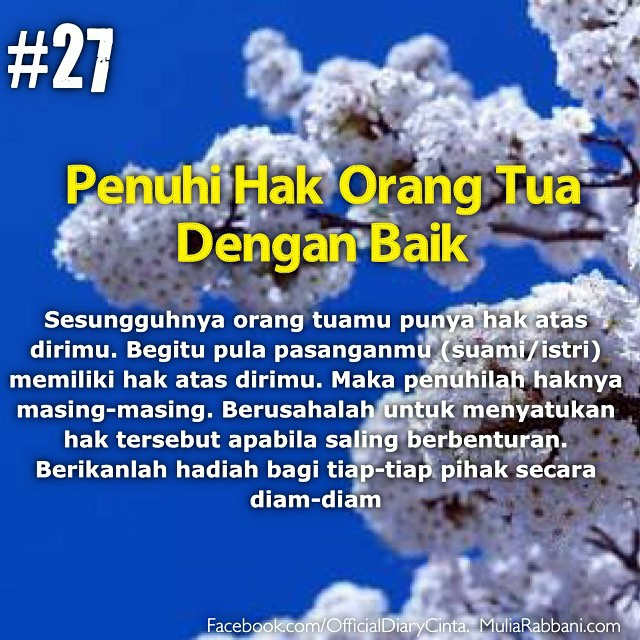 #27
Penuhi Hak Orang Tua
Dengan Baik
Sesungguhnya orang tuamu punya hak atas
dirimu. Begitu pula pasanganmu (suami/istri)
memiliki hak atas dirimu. Maka penuhilah haknya
masing-masing. Berusahalah untuk menyatukan
hak tersebut apabila saling berbenturan.
Berikanlah hadiah bagi tiap-tiap pihak secara
diam-diam
Facebook.com/OfficialDiaryCinta. MuliaRabbani.com